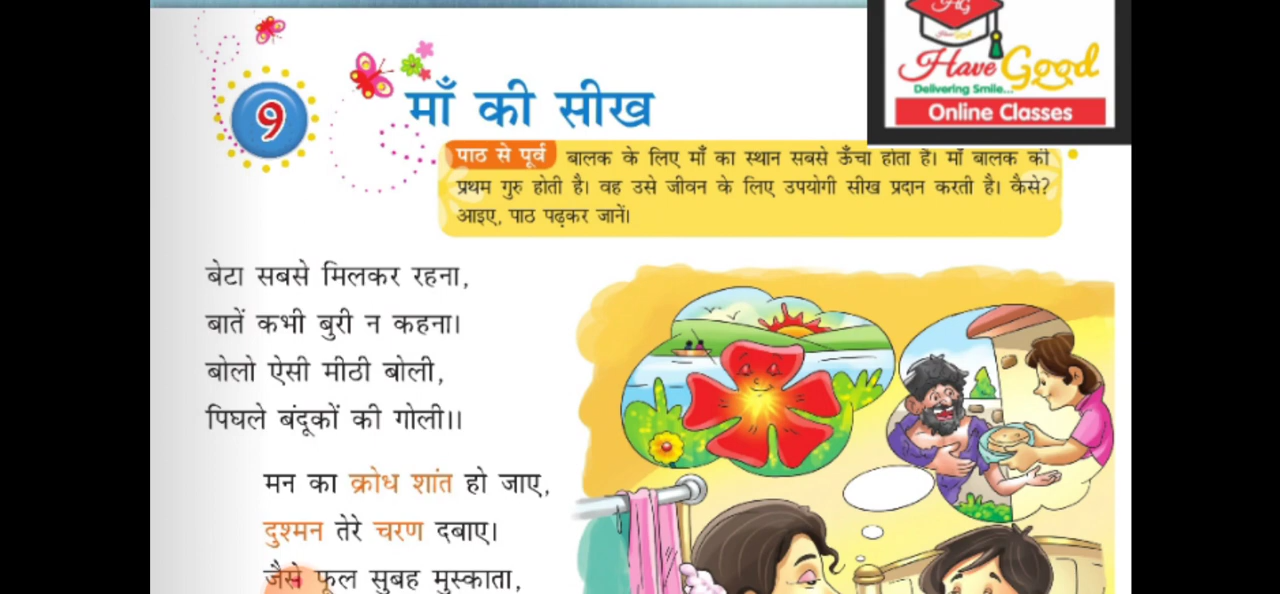 HG
Have Good
Delivering Smile...
Online Classes
9
माँ की सीख
पाठ से पूर्व बालक के लिए माँ का स्थान सबसे ऊँचा होता है। माँ बालक की
प्रथम गुरु होती है। वह उसे जीवन के लिए उपयोगी सीख प्रदान करती है। कैसे?
आइए, पाठ पढ़कर जानें।
बेटा सबसे मिलकर रहना,
बातें कभी बुरी न कहना।
बोलो ऐसी मीठी बोली,
पिघले बंदूकों की गोली।।
मन का क्रोध शांत हो जाए,
दुश्मन तेरे चरण दबाए।
जैसे फूल सुबह मुस्काता,